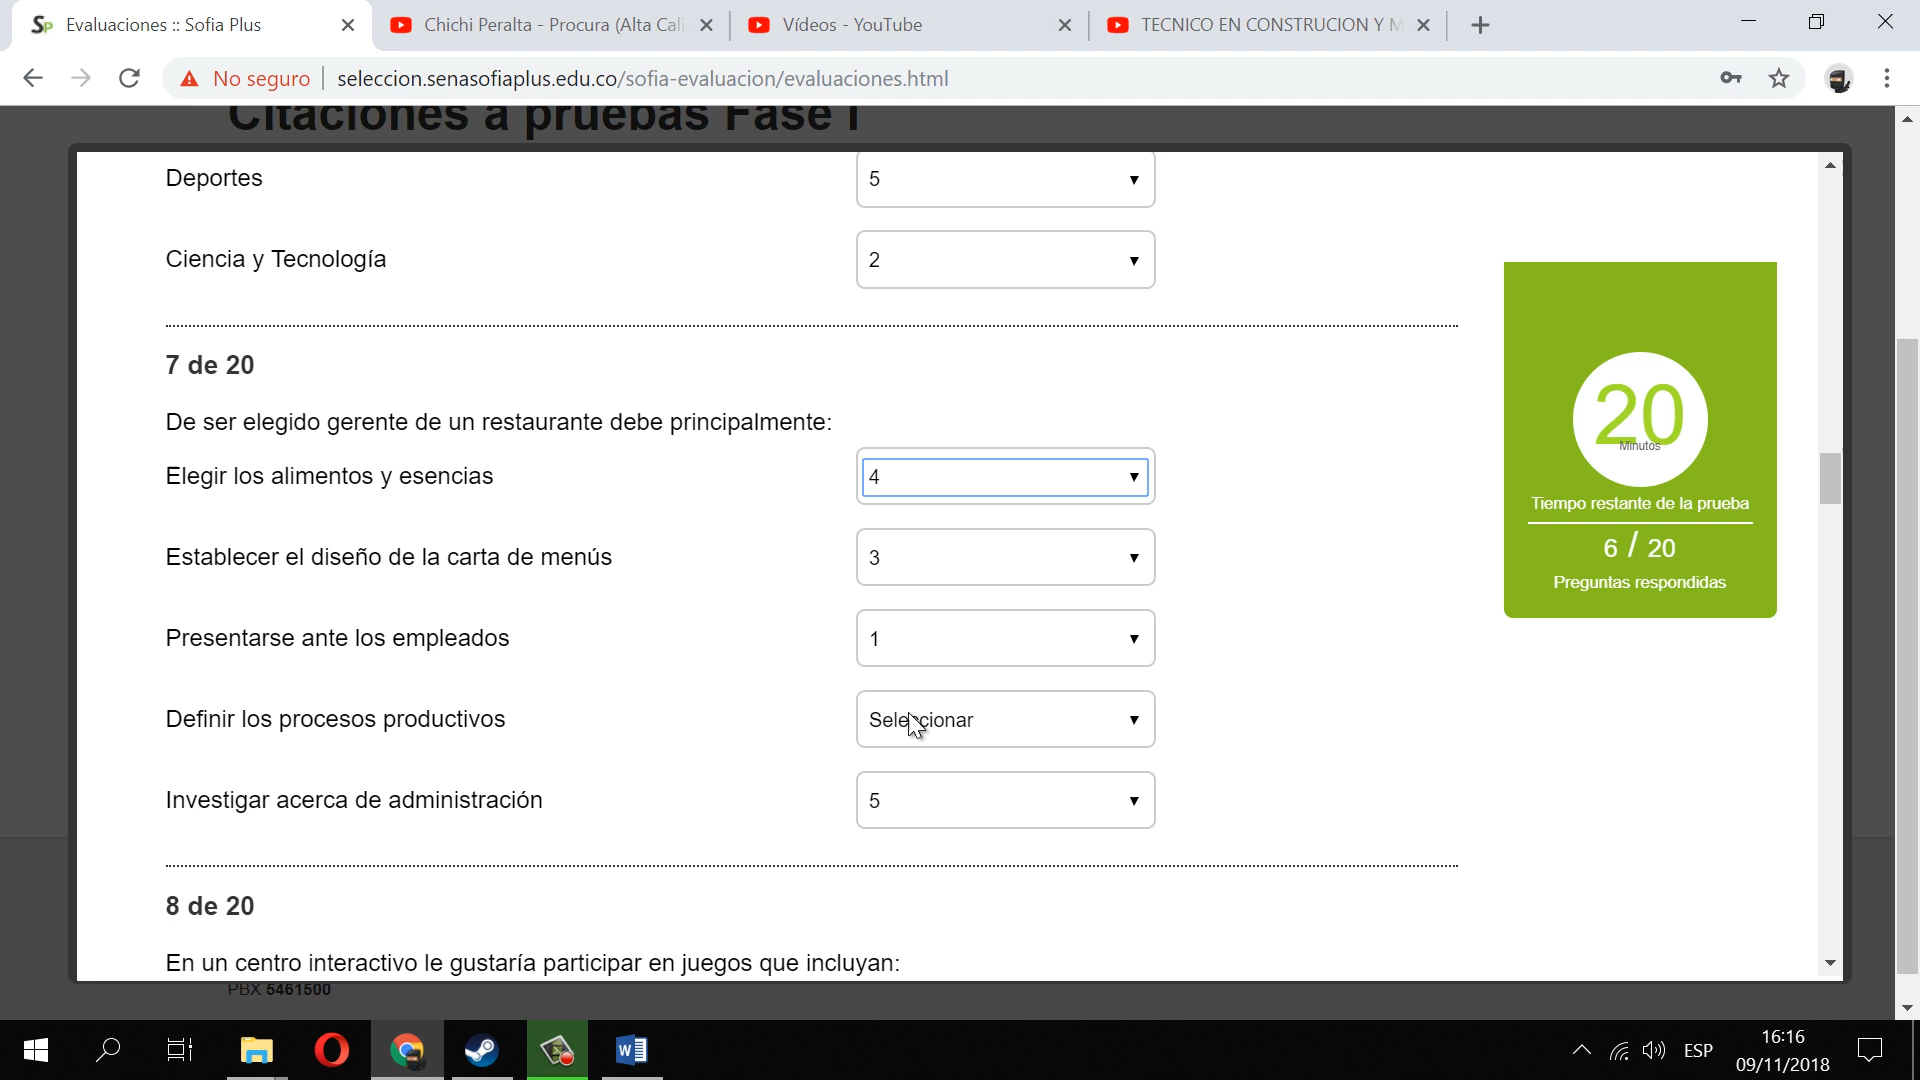 Evaluaciones :: Sofia Plus
Chichi Peralta - Procura (Alta Cali
Vídeos - YouTube
TECNICO EN CONSTRUCION Y M
No seguro
seleccion.senasofiaplus.edu.co/sofia-evaluacion/evaluaciones.html
Citaciones a pruebas Fase I
Deportes
5
Ciencia y Tecnología
2
7 de 20
De ser elegido gerente de un restaurante debe principalmente:
Elegir los alimentos y esencias
4
Establecer el diseño de la carta de menús
3
Presentarse ante los empleados
1
Definir los procesos productivos
Seleccionar
Investigar acerca de administración
5
8 de 20
En un centro interactivo le gustaría participar en juegos que incluyan:
20
Minutos
Tiempo restante de la prueba
6 / 20
Preguntas respondidas
PBX 5461500
ESP
16:16
09/11/2018